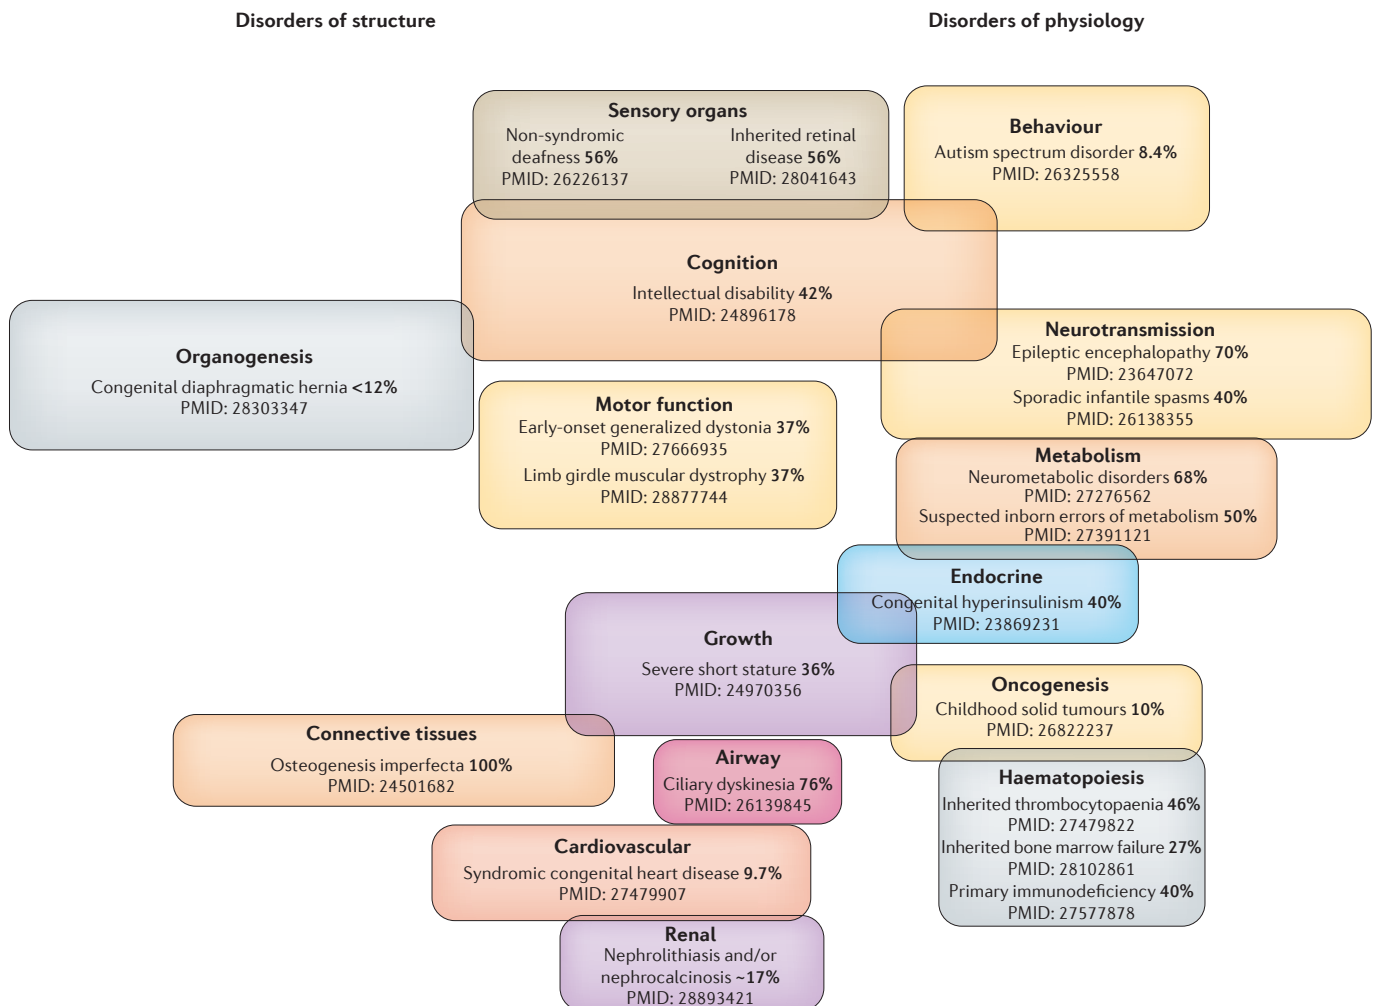 Disorders of structure
Disorders of physiology
Sensory organs
Non-syndromic
deafness 56%
PMID: 26226137
Inherited retinal
disease 56%
PMID: 28041643
Behaviour
Autism spectrum disorder 8.4%
PMID: 26325558
Cognition
Intellectual disability 42%
PMID: 24896178
Organogenesis
Congenital diaphragmatic hernia <12%
PMID: 28303347
Neurotransmission
Epileptic encephalopathy 70%
PMID: 23647072
Sporadic infantile spasms 40%
PMID: 26138355
Motor function
Early-onset generalized dystonia 37%
PMID: 27666935
Limb girdle muscular dystrophy 37%
PMID: 28877744
Metabolism
Neurometabolic disorders 68%
PMID: 27276562
Suspected inborn errors of metabolism 50%
PMID: 27391121
Endocrine
Congenital hyperinsulinism 40%
PMID: 23869231
Growth
Severe short stature 36%
PMID: 24970356
Oncogenesis
Childhood solid tumours 10%
PMID: 26822237
Connective tissues
Osteogenesis imperfecta 100%
PMID: 24501682
Airway
Ciliary dyskinesia 76%
PMID: 26139845
Haematopoiesis
Inherited thrombocytopaenia 46%
PMID: 27479822
Inherited bone marrow failure 27%
PMID: 28102861
Primary immunodeficiency 40%
PMID: 27577878
Cardiovascular
Syndromic congenital heart disease 9.7%
PMID: 27479907
Renal
Nephrolithiasis and/or
nephrocalcinosis ~17%
PMID: 28893421